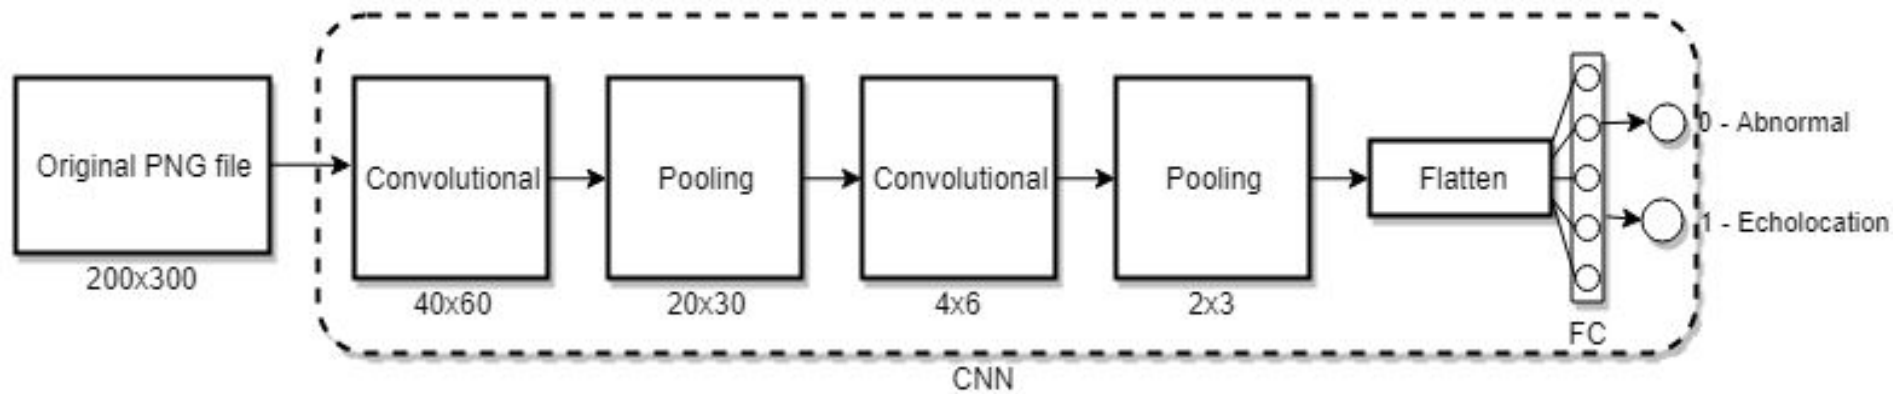 Original PNG file
200x300
Convolutional
40x60
Pooling
20x30
Convolutional
4x6
Pooling
2x3
Flatten
FC
0 - Abnormal
1 - Echolocation
CNN